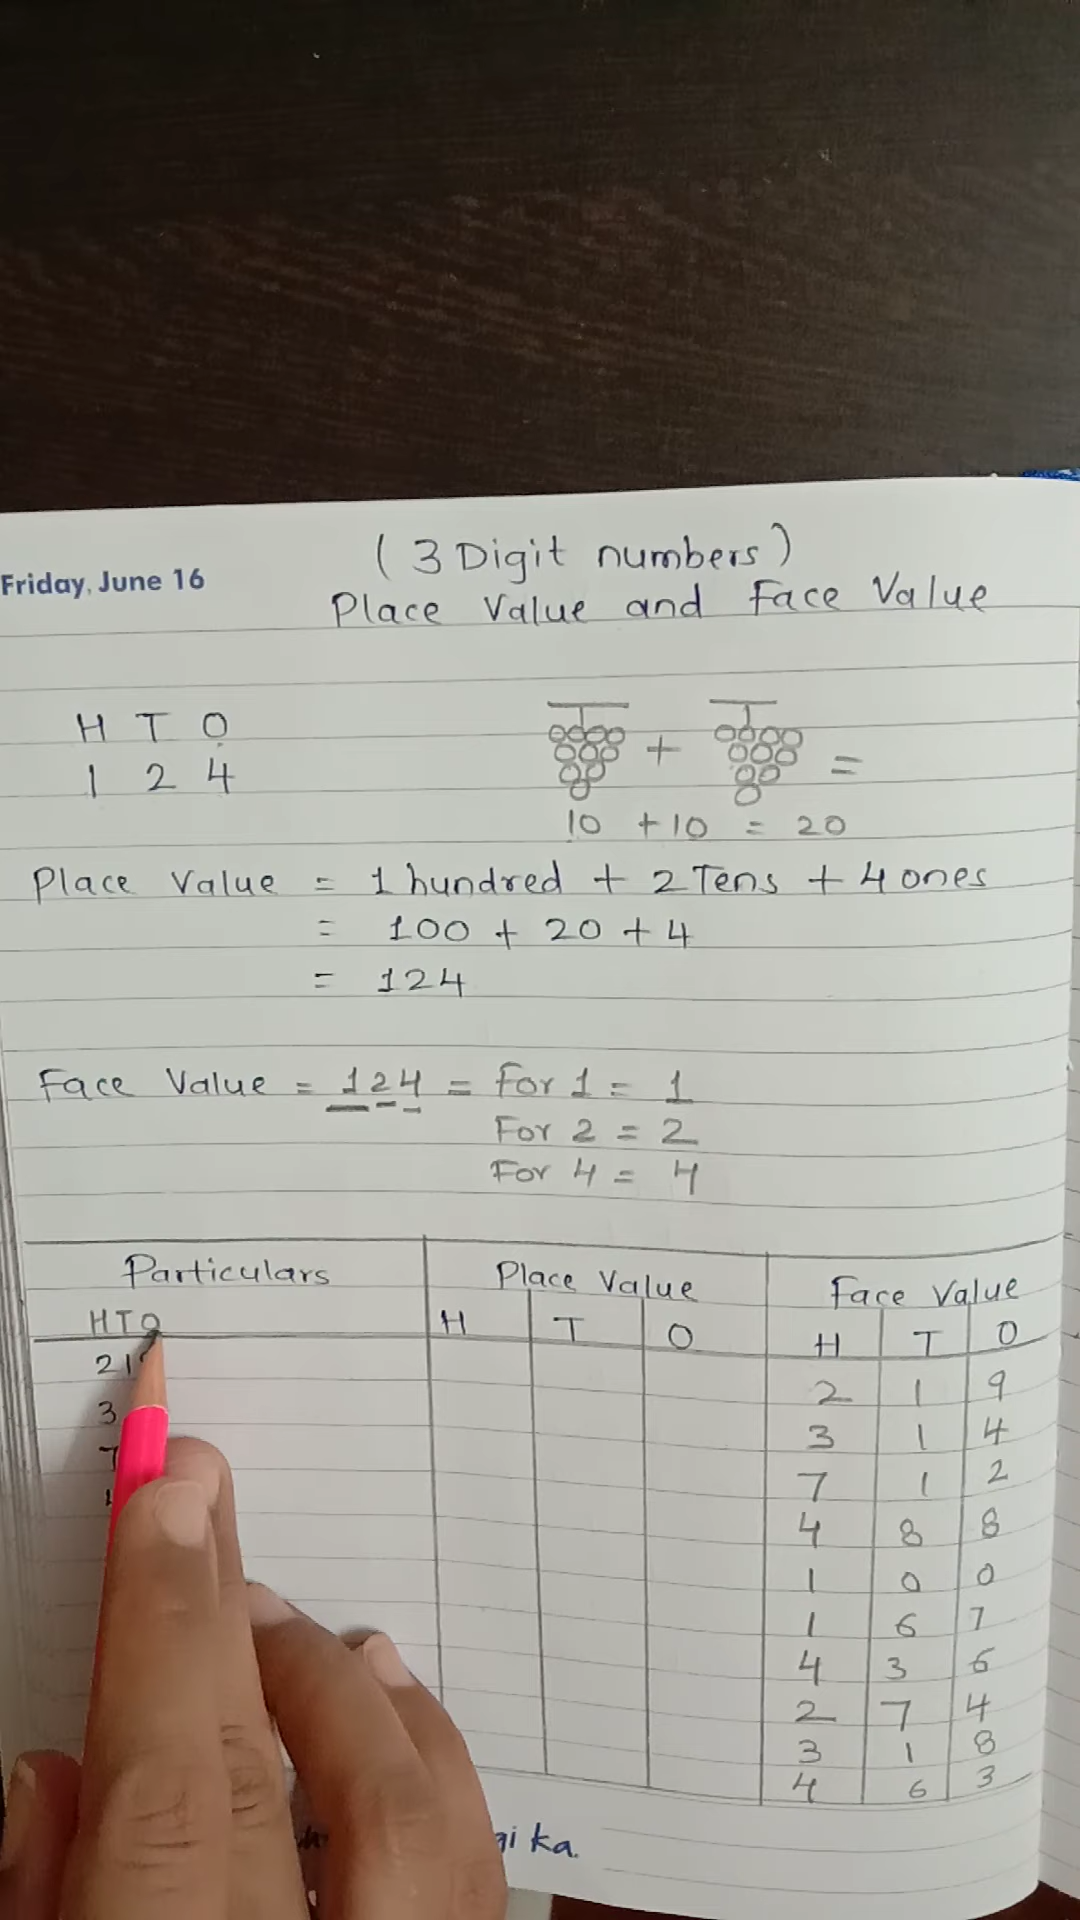 ( 3 Digit numbers )
Friday, June 16
Place Value and Face Value
H T O
1 2 4
+ =
10 + 10 = 20
Place Value = 1 hundred + 2 Tens + 4 ones
= 100 + 20 + 4
= 124
Face Value = 124 = For 1 = 1
For 2 = 2
For 4 = 4
Particulars Place Value Face Value
HTO H T O H T O
21 2 1 9
3 3 1 4
7 7 1 2
4 8 8
1 0 0
1 6 7
4 3 6
2 7 4
3 1 8
4 6 3
ka.